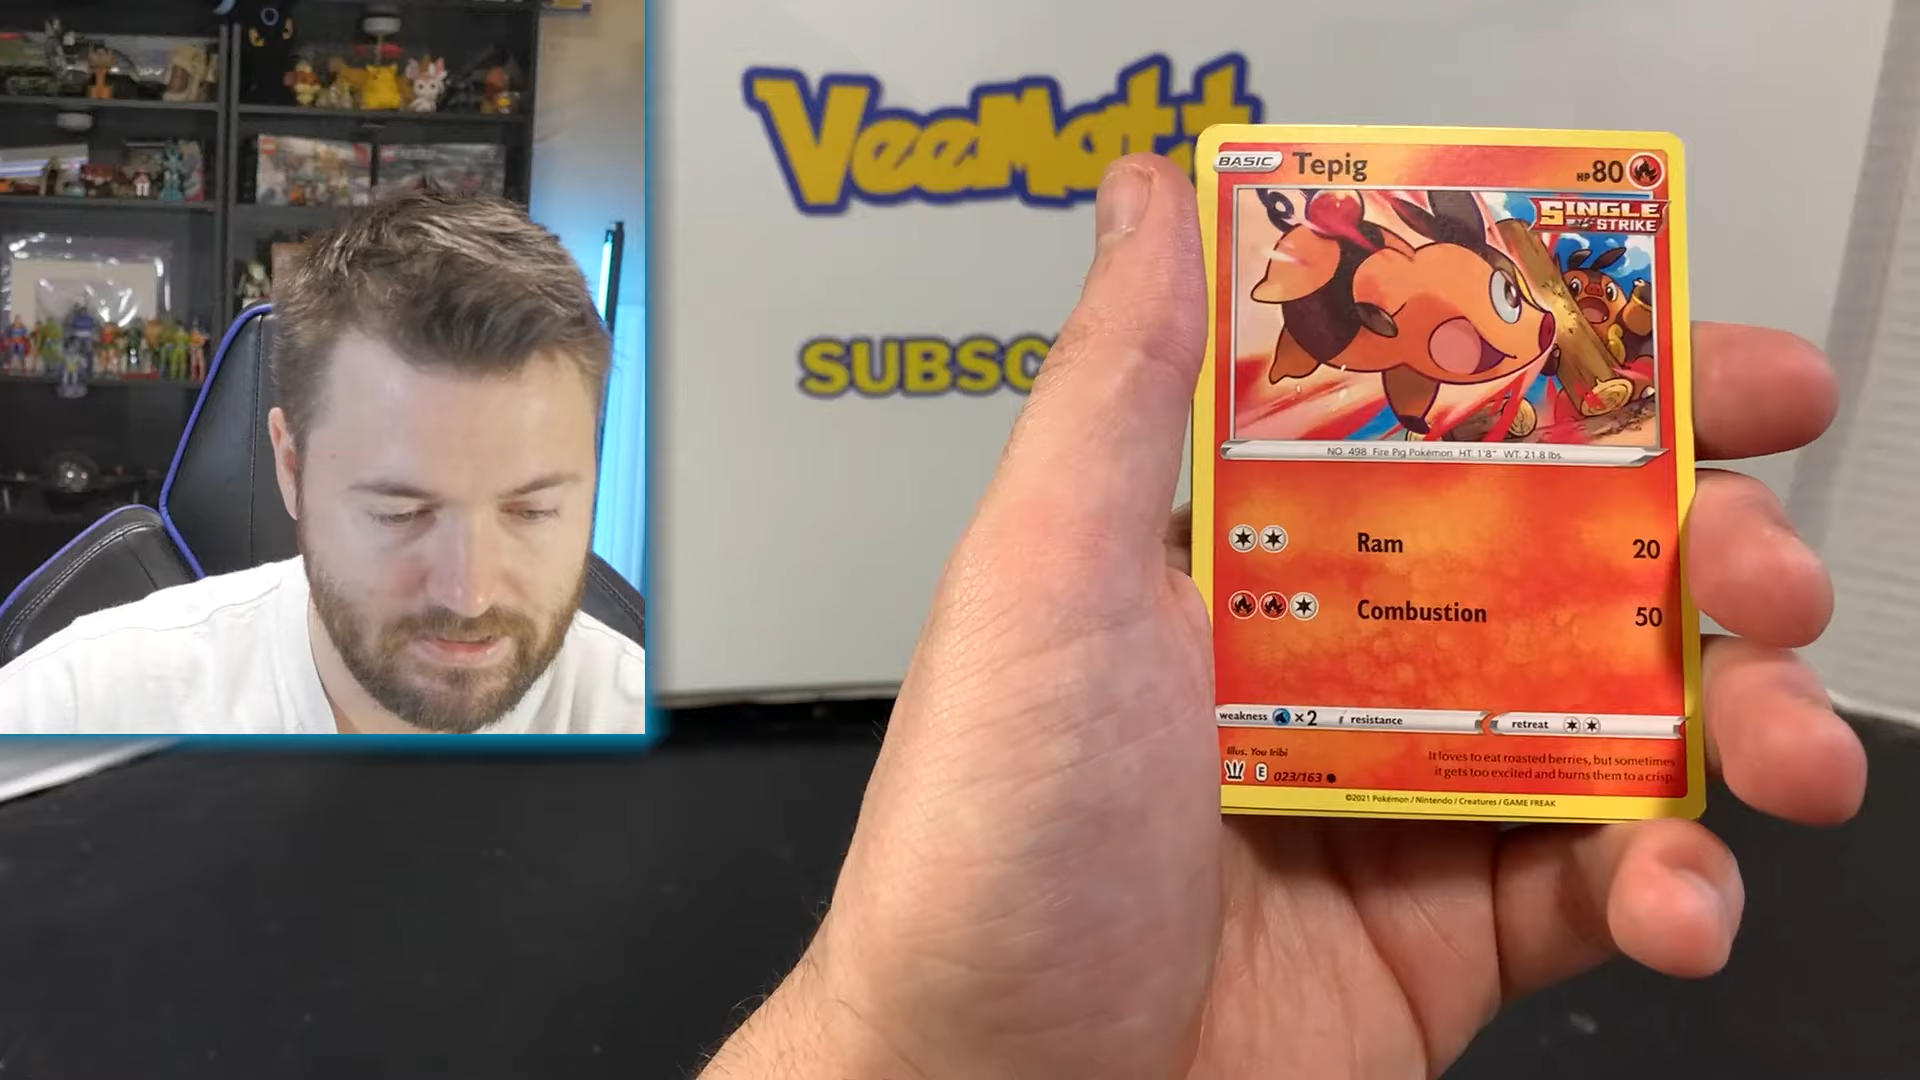 VeeMatt
SUBSC
BASIC Tepig HP 80
SINGLE
STRIKE
NO. 498 Fire Pig Pokémon HT: 1'8" WT: 21.8 lbs.
Ram 20
Combustion 50
weakness ×2 resistance retreat
Illus. You Iribi
It loves to eat roasted berries, but sometimes
it gets too excited and burns them to a crisp.
E 023/163
©2021 Pokémon / Nintendo / Creatures / GAME FREAK